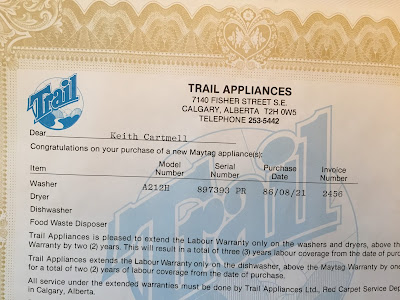 Trail
TRAIL APPLIANCES
7140 FISHER STREET S.E.
CALGARY, ALBERTA T2H 0W5
TELEPHONE 253-5442
Dear Keith Cartmell
Congratulations on your purchase of a new Maytag appliance(s):
Item Model Number Serial Number Purchase Date Invoice Number
Washer A212H 897393 PR 86/08/21 2456
Dryer
Dishwasher
Food Waste Disposer
Trail Appliances is pleased to extend the Labour Warranty only on the washers and dryers, above the
Warranty by two (2) years. This will result in a total of three (3) years labour coverage from the date of purc
Trail Appliances extends the Labour Warranty only on the dishwasher, above the Maytag Warranty by one
for a total of two (2) years of labour coverage from the date of purchase.
All service under the extended warranties must be done by Trail Appliances Ltd., Red Carpet Service Dep
in Calgary, Alberta.
Trail